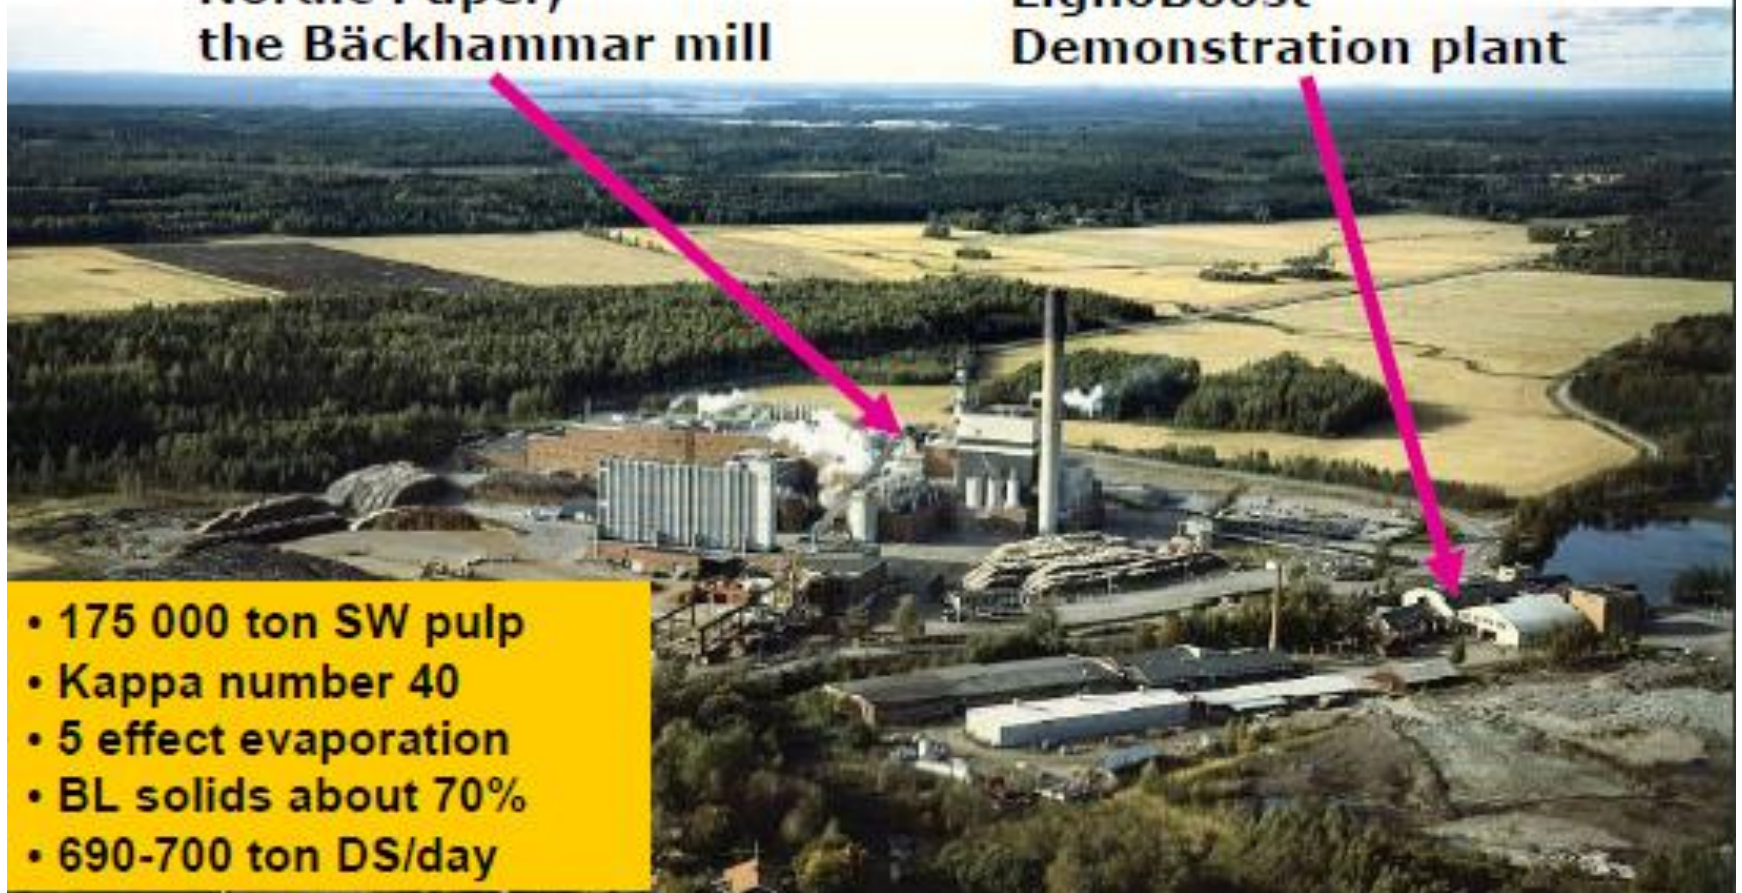 the Bäckhammar mill
Demonstration plant
• 175 000 ton SW pulp
• Kappa number 40
• 5 effect evaporation
• BL solids about 70%
• 690-700 ton DS/day